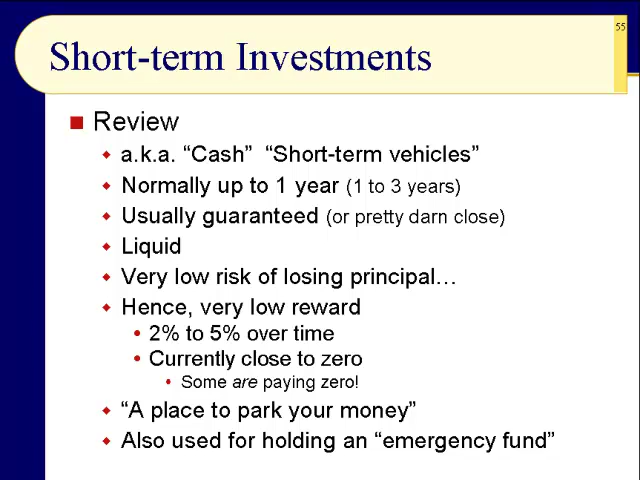 55
Short-term Investments
Review
a.k.a. “Cash”  “Short-term vehicles”
Normally up to 1 year (1 to 3 years)
Usually guaranteed (or pretty darn close)
Liquid
Very low risk of losing principal…
Hence, very low reward
2% to 5% over time
Currently close to zero
Some are paying zero!
“A place to park your money”
Also used for holding an “emergency fund”